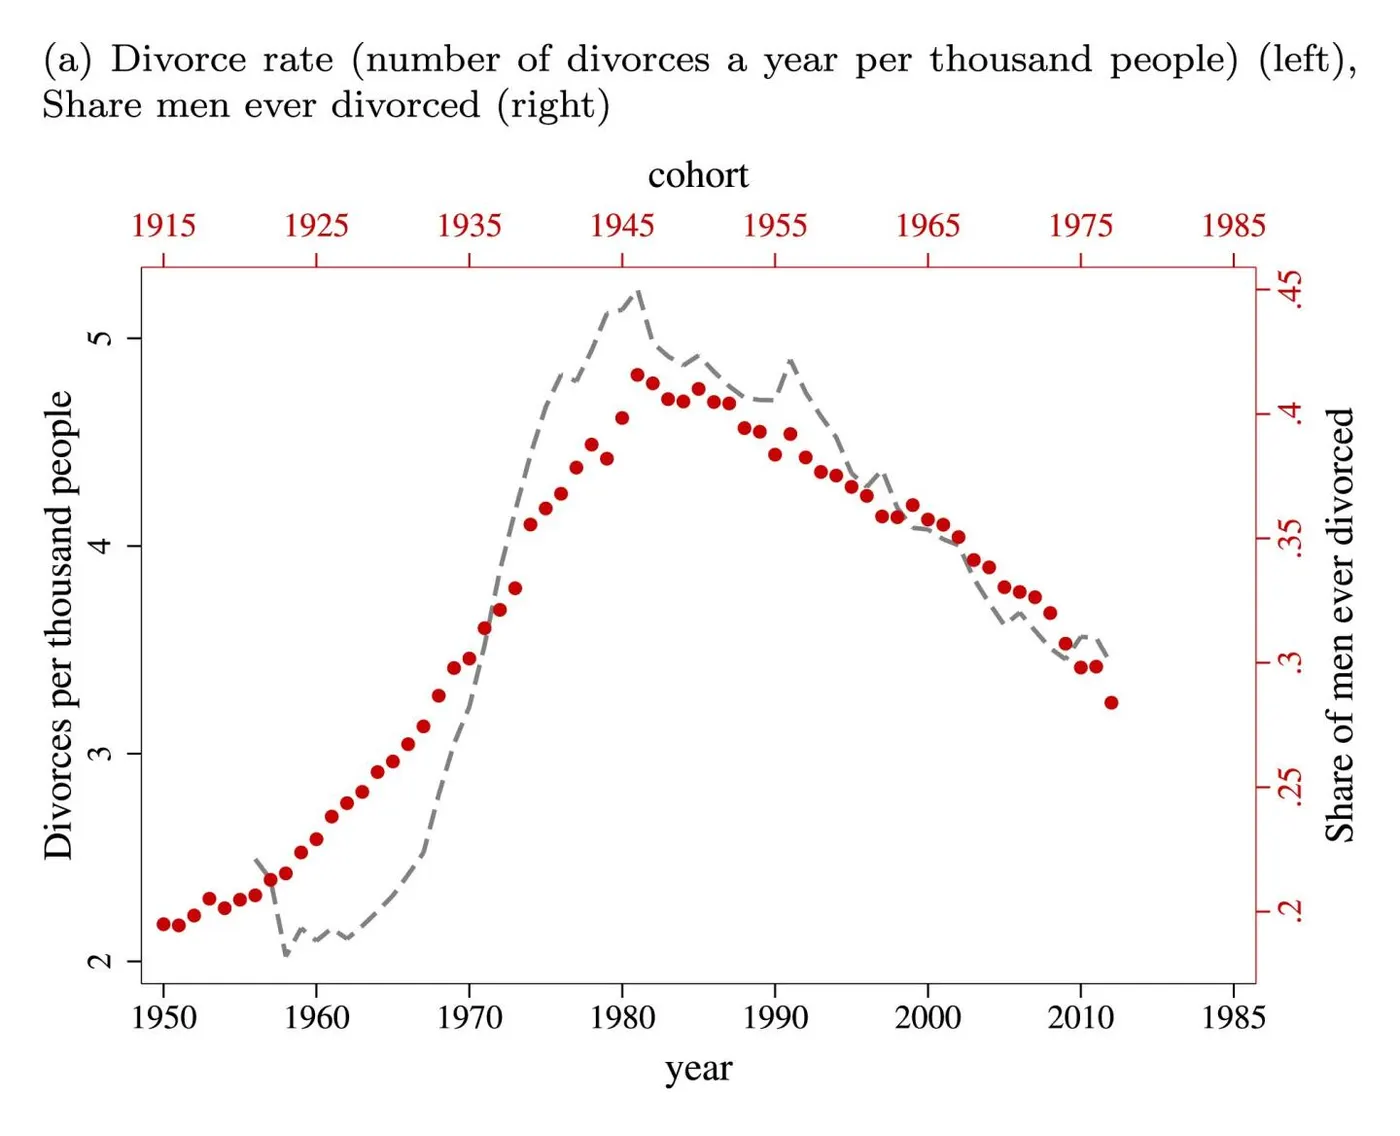 (a) Divorce rate (number of divorces a year per thousand people) (left),
Share men ever divorced (right)
cohort
1915 1925 1935 1945 1955 1965 1975 1985
Divorces per thousand people
5
4
3
2
.45
.4
.35
.3
.25
.2
Share of men ever divorced
1950 1960 1970 1980 1990 2000 2010 1985
year